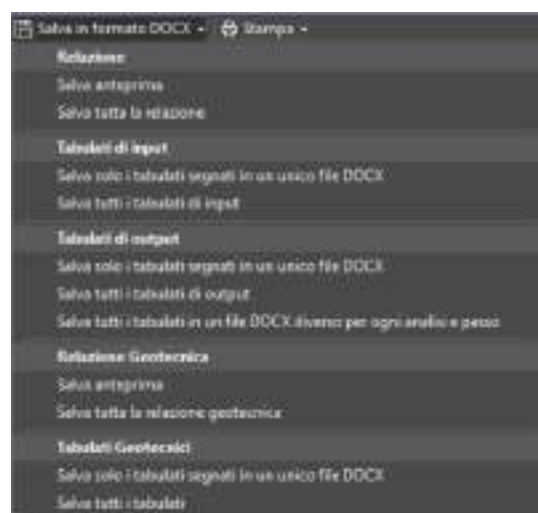 Salva in formato DOCX Stampa
Relazione
Salva anteprima
Salva tutta la relazione
Tabulati di input
Salva solo i tabulati segnati in un unico file DOCX
Salva tutti i tabulati di input
Tabulati di output
Salva solo i tabulati segnati in un unico file DOCX
Salva tutti i tabulati di output
Salva tutti i tabulati in un file DOCX diverso per ogni analisi e passo
Relazione Geotecnica
Salva anteprima
Salva tutta la relazione geotecnica
Tabulati Geotecnici
Salva solo i tabulati segnati in un unico file DOCX
Salva tutti i tabulati